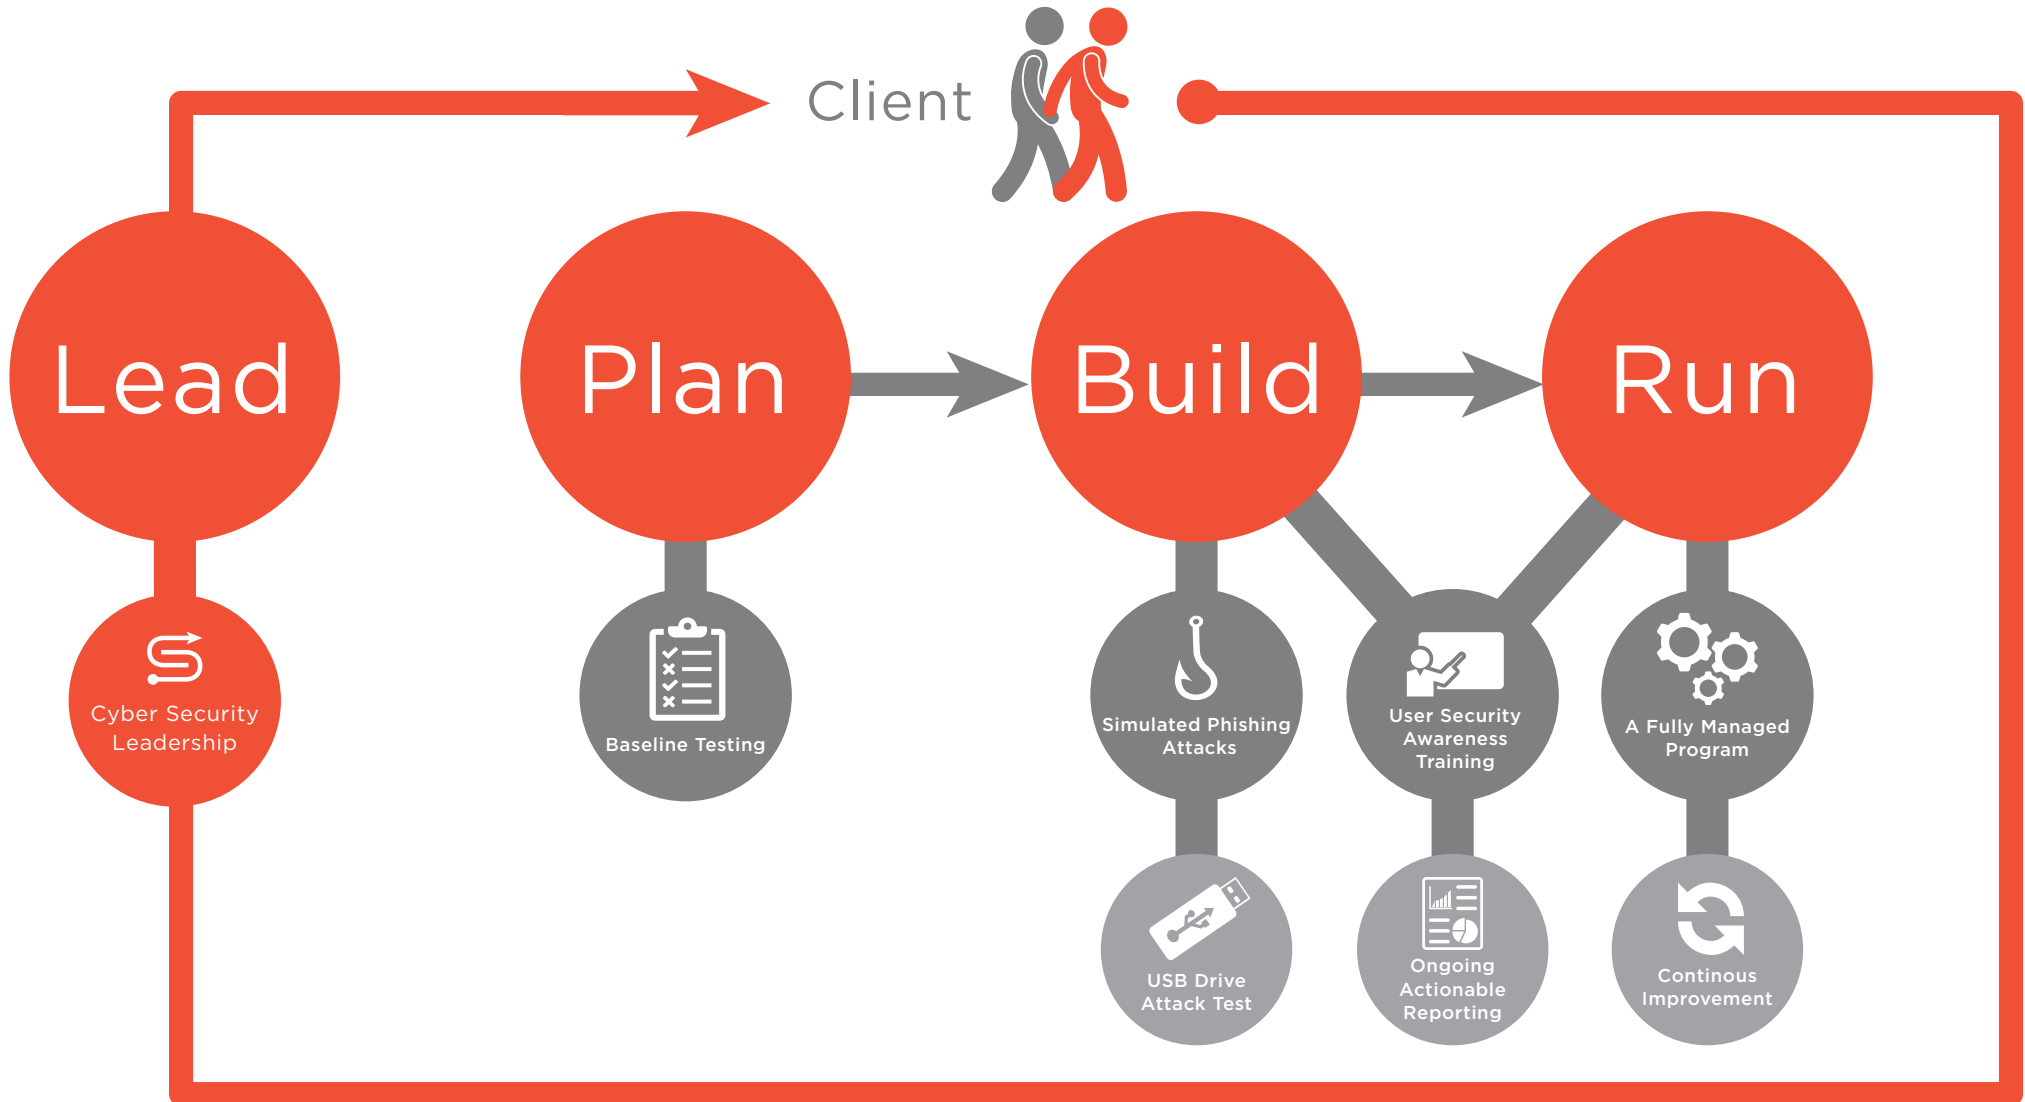 Client
Lead
Plan
Build
Run
Cyber Security
Leadership
Baseline Testing
Simulated Phishing
Attacks
User Security
Awareness
Training
A Fully Managed
Program
USB Drive
Attack Test
Ongoing
Actionable
Reporting
Continous
Improvement